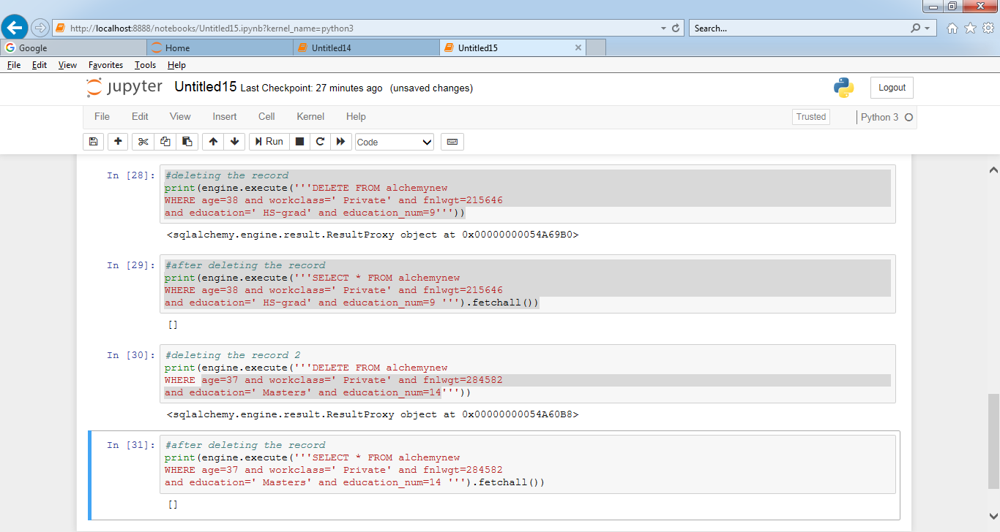 http://localhost:8888/notebooks/Untitled15.ipynb?kernel_name=python3
Search...
Google
Home
Untitled14
Untitled15
File Edit View Favorites Tools Help
jupyter Untitled15 Last Checkpoint: 27 minutes ago (unsaved changes)
Logout
File Edit View Insert Cell Kernel Help
Trusted
Python 3
Run
Code
In [28]:
#deleting the record
print(engine.execute('''DELETE FROM alchemynew
WHERE age=38 and workclass=' Private' and fnlwgt=215646
and education=' HS-grad' and education_num=9'''))
<sqlalchemy.engine.result.ResultProxy object at 0x00000000054A69B0>
In [29]:
#after deleting the record
print(engine.execute('''SELECT * FROM alchemynew
WHERE age=38 and workclass=' Private' and fnlwgt=215646
and education=' HS-grad' and education_num=9 ''').fetchall())
[]
In [30]:
#deleting the record 2
print(engine.execute('''DELETE FROM alchemynew
WHERE age=37 and workclass=' Private' and fnlwgt=284582
and education=' Masters' and education_num=14'''))
<sqlalchemy.engine.result.ResultProxy object at 0x00000000054A60B8>
In [31]:
#after deleting the record
print(engine.execute('''SELECT * FROM alchemynew
WHERE age=37 and workclass=' Private' and fnlwgt=284582
and education=' Masters' and education_num=14 ''').fetchall())
[]